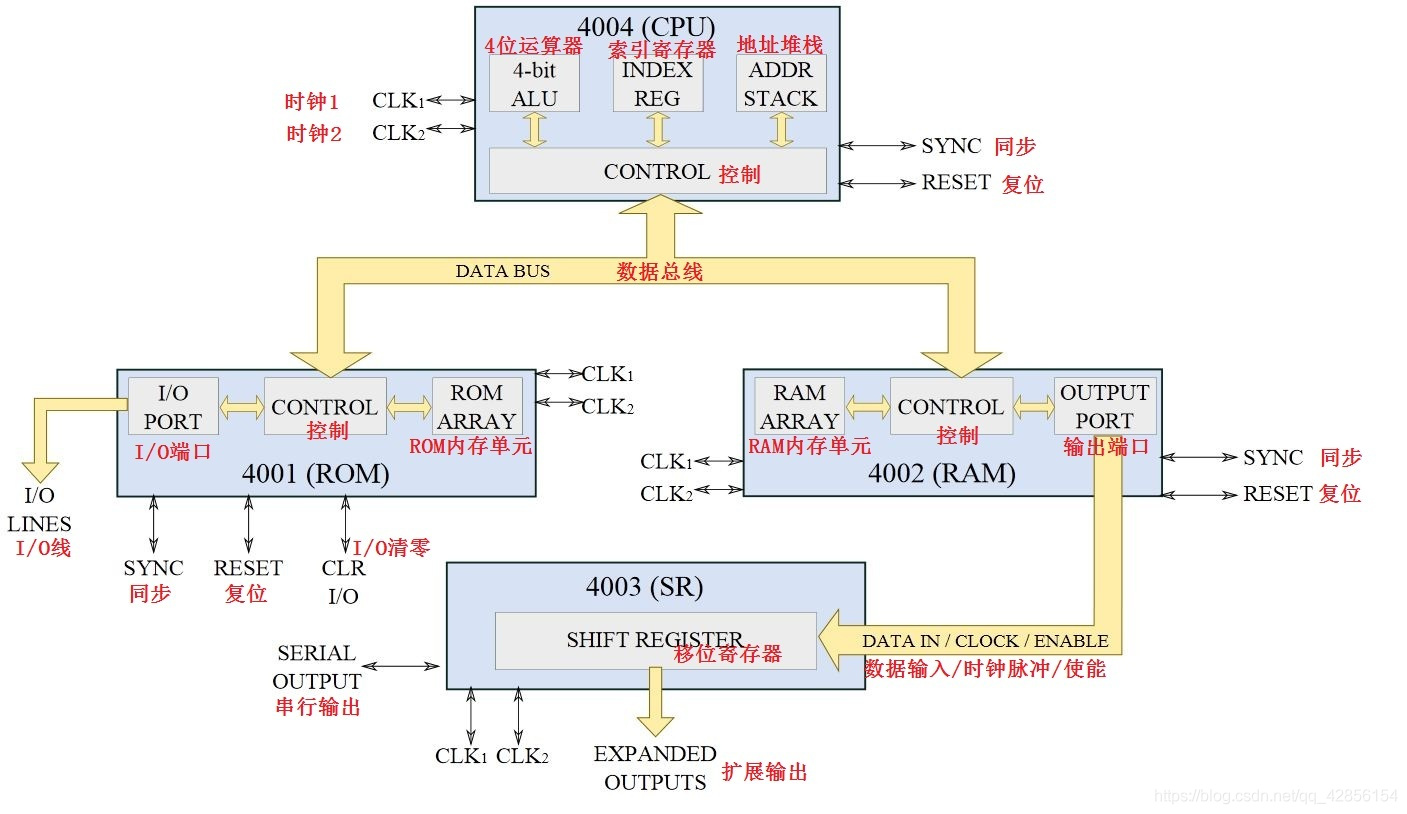 4004 (CPU)
4位运算器
索引寄存器
地址堆栈
4-bit
ALU
INDEX
REG
ADDR
STACK
时钟1
CLK1
时钟2
CLK2
CONTROL 控制
SYNC 同步
RESET 复位
DATA BUS 数据总线
I/O
PORT
I/O端口
CONTROL
控制
ROM
ARRAY
ROM内存单元
4001 (ROM)
CLK1
CLK2
I/O
LINES
I/O线
SYNC
同步
RESET
复位
I/O清零
CLR
I/O
RAM
ARRAY
RAM内存单元
CONTROL
控制
OUTPUT
PORT
输出端口
4002 (RAM)
CLK1
CLK2
SYNC 同步
RESET 复位
4003 (SR)
SHIFT REGISTER
移位寄存器
DATA IN / CLOCK / ENABLE
数据输入/时钟脉冲/使能
SERIAL
OUTPUT
串行输出
CLK1 CLK2
EXPANDED
OUTPUTS
扩展输出
https://blog.csdn.net/qq_42856154